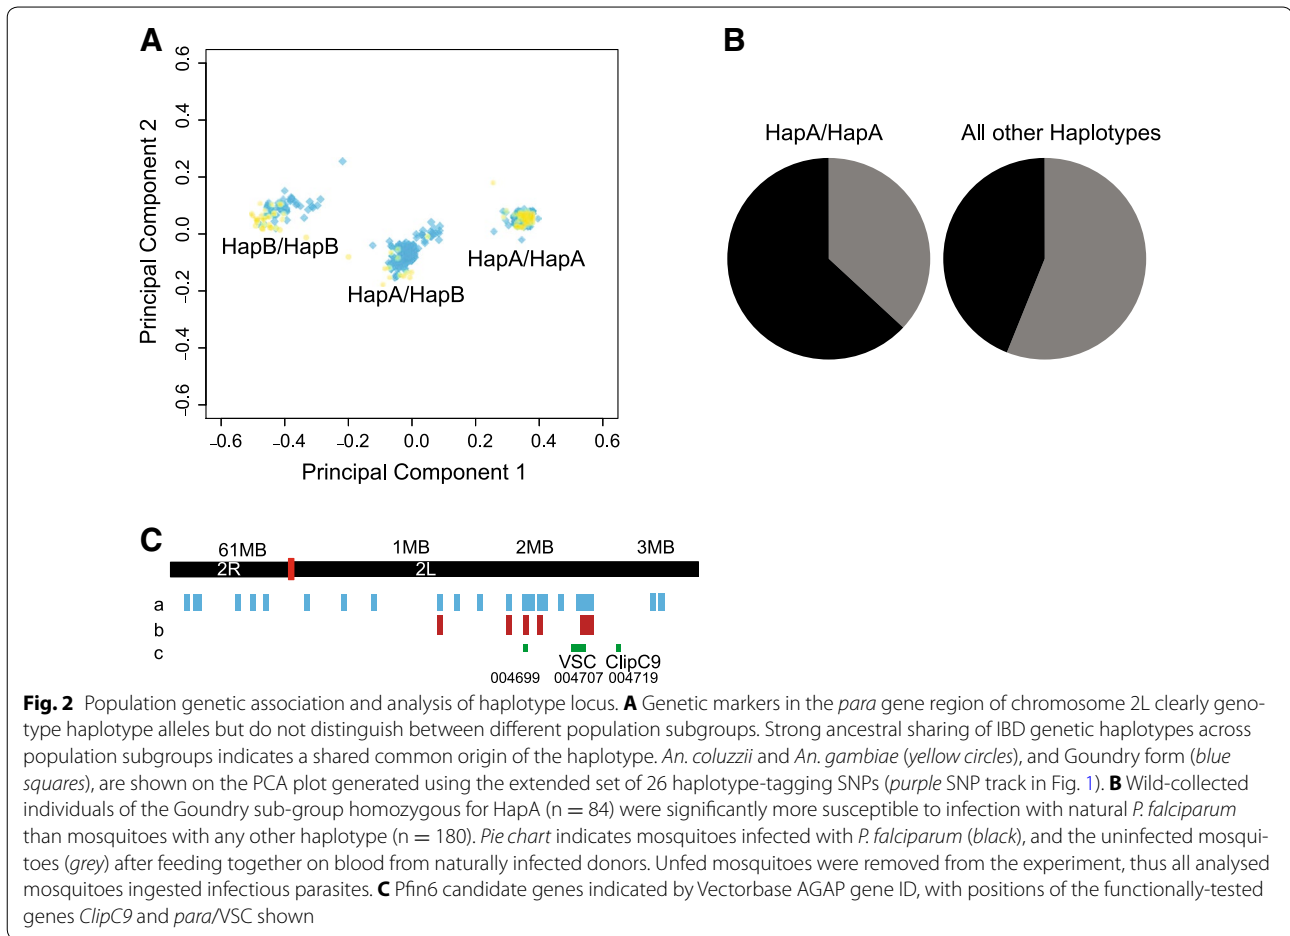 A
B
0.6
0.4
0.2
0.0
−0.2
−0.4
−0.6
Principal Component 2
HapB/HapB
HapA/HapB
HapA/HapA
−0.6 −0.4 −0.2 0.0 0.2 0.4 0.6
Principal Component 1
HapA/HapA All other Haplotypes
C
61MB 1MB 2MB 3MB
2R 2L
a
b
c
VSC ClipC9
004699 004707 004719
Fig. 2 Population genetic association and analysis of haplotype locus. A Genetic markers in the para gene region of chromosome 2L clearly geno-
type haplotype alleles but do not distinguish between different population subgroups. Strong ancestral sharing of IBD genetic haplotypes across
population subgroups indicates a shared common origin of the haplotype. An. coluzzii and An. gambiae (yellow circles), and Goundry form (blue
squares), are shown on the PCA plot generated using the extended set of 26 haplotype-tagging SNPs (purple SNP track in Fig. 1). B Wild-collected
individuals of the Goundry sub-group homozygous for HapA (n = 84) were significantly more susceptible to infection with natural P. falciparum
than mosquitoes with any other haplotype (n = 180). Pie chart indicates mosquitoes infected with P. falciparum (black), and the uninfected mosqui-
toes (grey) after feeding together on blood from naturally infected donors. Unfed mosquitoes were removed from the experiment, thus all analysed
mosquitoes ingested infectious parasites. C Pfin6 candidate genes indicated by Vectorbase AGAP gene ID, with positions of the functionally-tested
genes ClipC9 and para/VSC shown